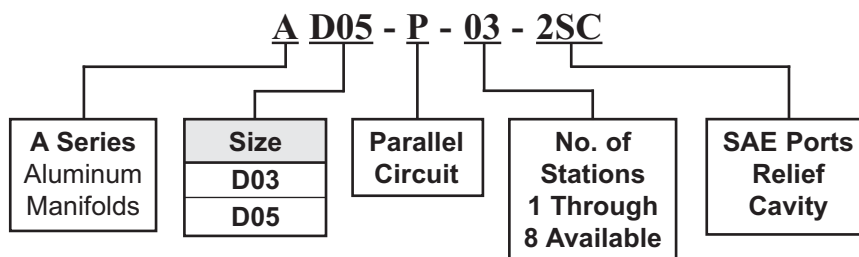 A D05 - P - 03 - 2SC
A Series
Aluminum
Manifolds
Size
D03
D05
Parallel
Circuit
No. of
Stations
1 Through
8 Available
SAE Ports
Relief
Cavity